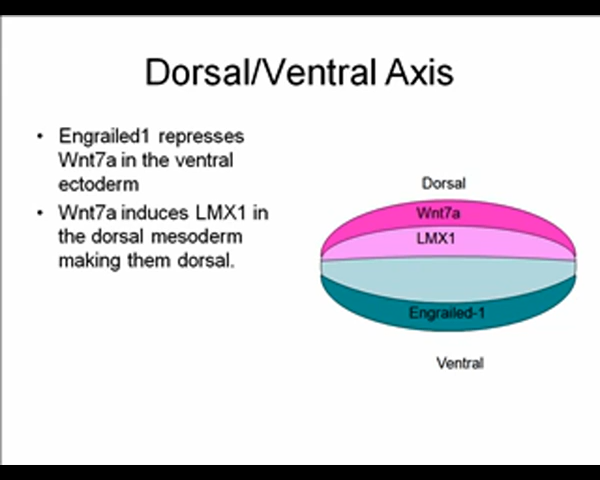 Dorsal/Ventral Axis
• Engrailed1 represses
Wnt7a in the ventral
ectoderm
• Wnt7a induces LMX1 in
the dorsal mesoderm
making them dorsal.
Dorsal
Wnt7a
LMX1
Engrailed-1
Ventral